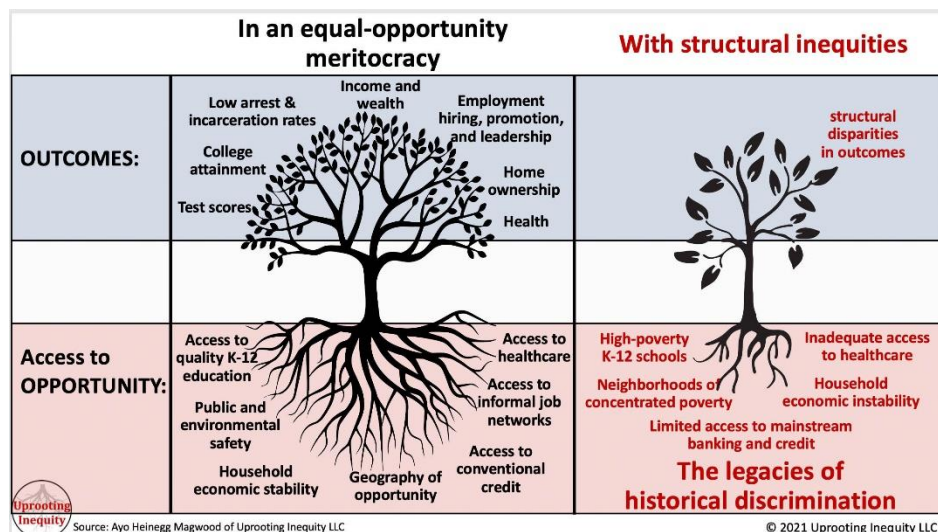 In an equal-opportunity
meritocracy
With structural inequities
OUTCOMES:
Low arrest &
incarceration rates
Income and
wealth
Employment
hiring, promotion,
and leadership
College
attainment
Home
ownership
Test scores
Health
structural
disparities
in outcomes
Access to
OPPORTUNITY:
Access to
quality K-12
education
Access to
healthcare
Public and
environmental
safety
Access to
informal job
networks
Household
economic stability
Geography of
opportunity
Access to
conventional
credit
High-poverty
K-12 schools
Inadequate access
to healthcare
Neighborhoods of
concentrated poverty
Household
economic instability
Limited access to mainstream
banking and credit
The legacies of
historical discrimination
Uprooting
Inequity
Source: Ayo Heinegg Magwood of Uprooting Inequity LLC
© 2021 Uprooting Inequity LLC